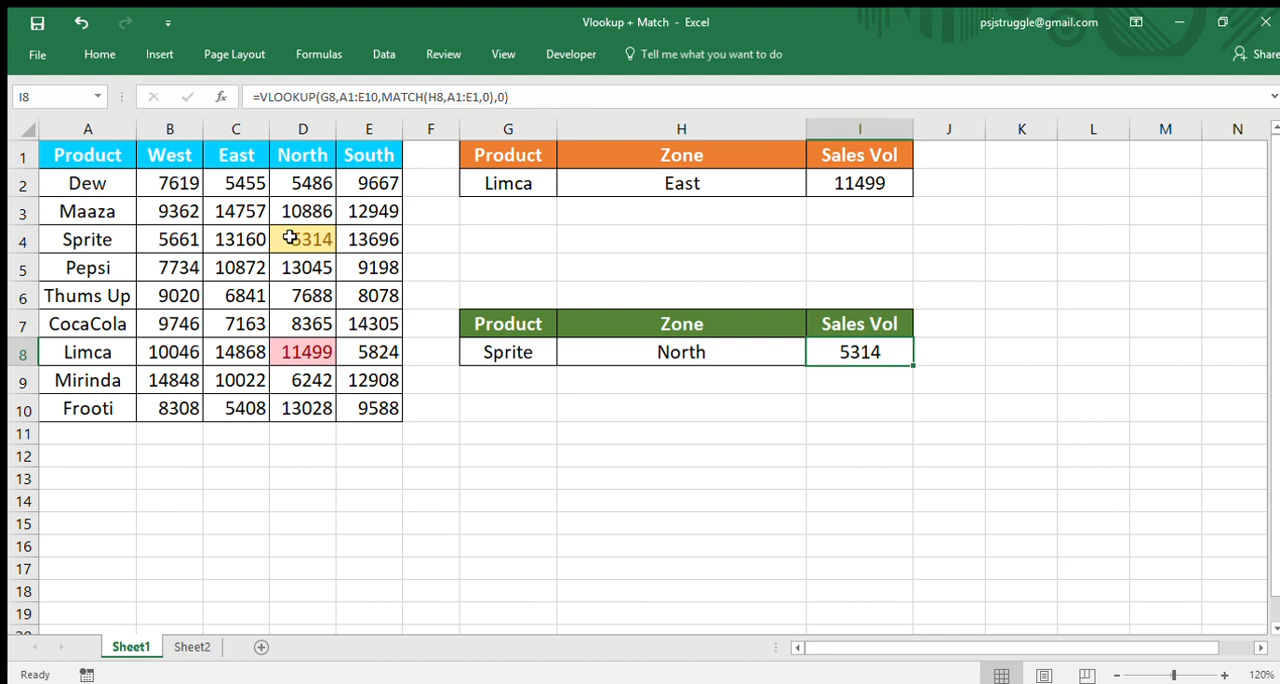 Vlookup + Match - Excel psjstruggle@gmail.com
File Home Insert Page Layout Formulas Data Review View Developer Tell me what you want to do Share
I8 fx =VLOOKUP(G8,A1:E10,MATCH(H8,A1:E1,0),0)
A B C D E F G H I J K L M N
1 Product West East North South Product Zone Sales Vol
2 Dew 7619 5455 5486 9667 Limca East 11499
3 Maaza 9362 14757 10886 12949
4 Sprite 5661 13160 5314 13696
5 Pepsi 7734 10872 13045 9198
6 Thums Up 9020 6841 7688 8078
7 CocaCola 9746 7163 8365 14305 Product Zone Sales Vol
8 Limca 10046 14868 11499 5824 Sprite North 5314
9 Mirinda 14848 10022 6242 12908
10 Frooti 8308 5408 13028 9588
11
12
13
14
15
16
17
18
19
20
Sheet1 Sheet2
Ready 120%